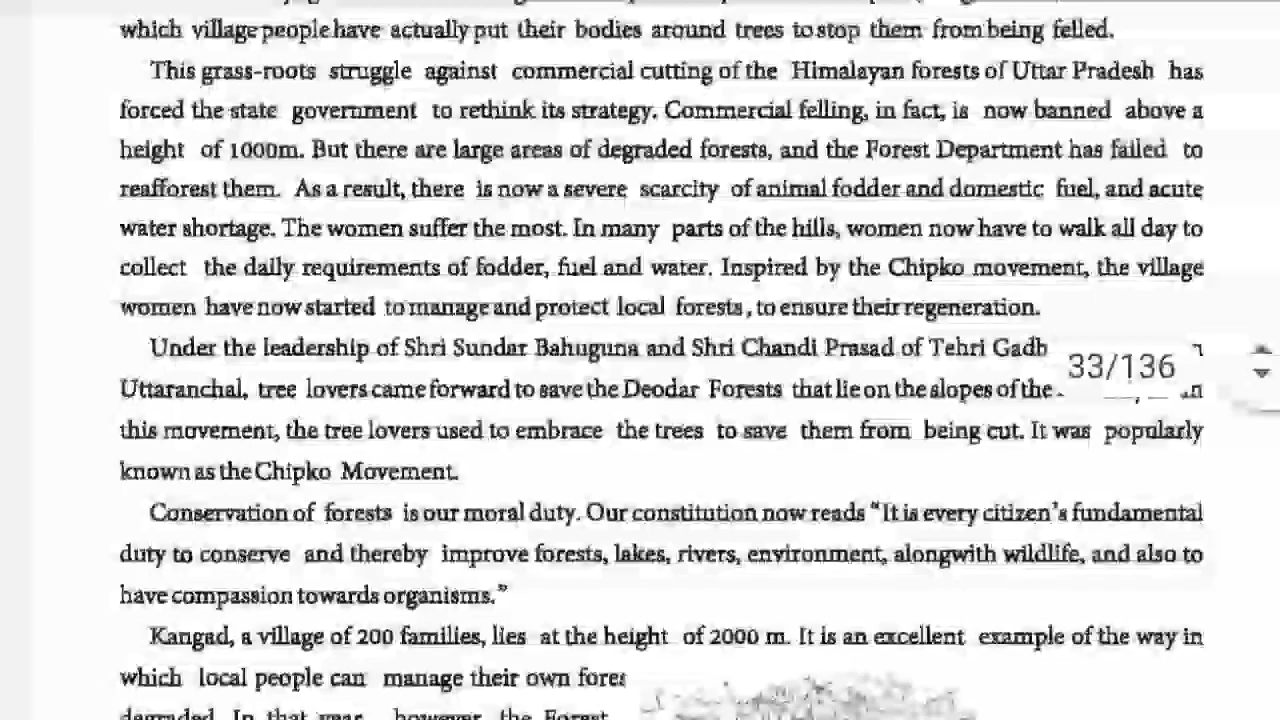 which village people have actually put their bodies around trees to stop them from being felled.
This grass-roots struggle against commercial cutting of the Himalayan forests of Uttar Pradesh has
forced the state government to rethink its strategy. Commercial felling, in fact, is now banned above a
height of 1000m. But there are large areas of degraded forests, and the Forest Department has failed to
reafforest them. As a result, there is now a severe scarcity of animal fodder and domestic fuel, and acute
water shortage. The women suffer the most. In many parts of the hills, women now have to walk all day to
collect the daily requirements of fodder, fuel and water. Inspired by the Chipko movement, the village
women have now started to manage and protect local forests, to ensure their regeneration.
Under the leadership of Shri Sundar Bahuguna and Shri Chandi Prasad of Tehri Gadh
33/136
Uttaranchal, tree lovers came forward to save the Deodar Forests that lie on the slopes of the
this movement, the tree lovers used to embrace the trees to save them from being cut. It was popularly
known as the Chipko Movement.
Conservation of forests is our moral duty. Our constitution now reads "It is every citizen's fundamental
duty to conserve and thereby improve forests, lakes, rivers, environment, alongwith wildlife, and also to
have compassion towards organisms."
Kangad, a village of 200 families, lies at the height of 2000 m. It is an excellent example of the way in
which local people can manage their own
degraded. In that year, however, the Forest